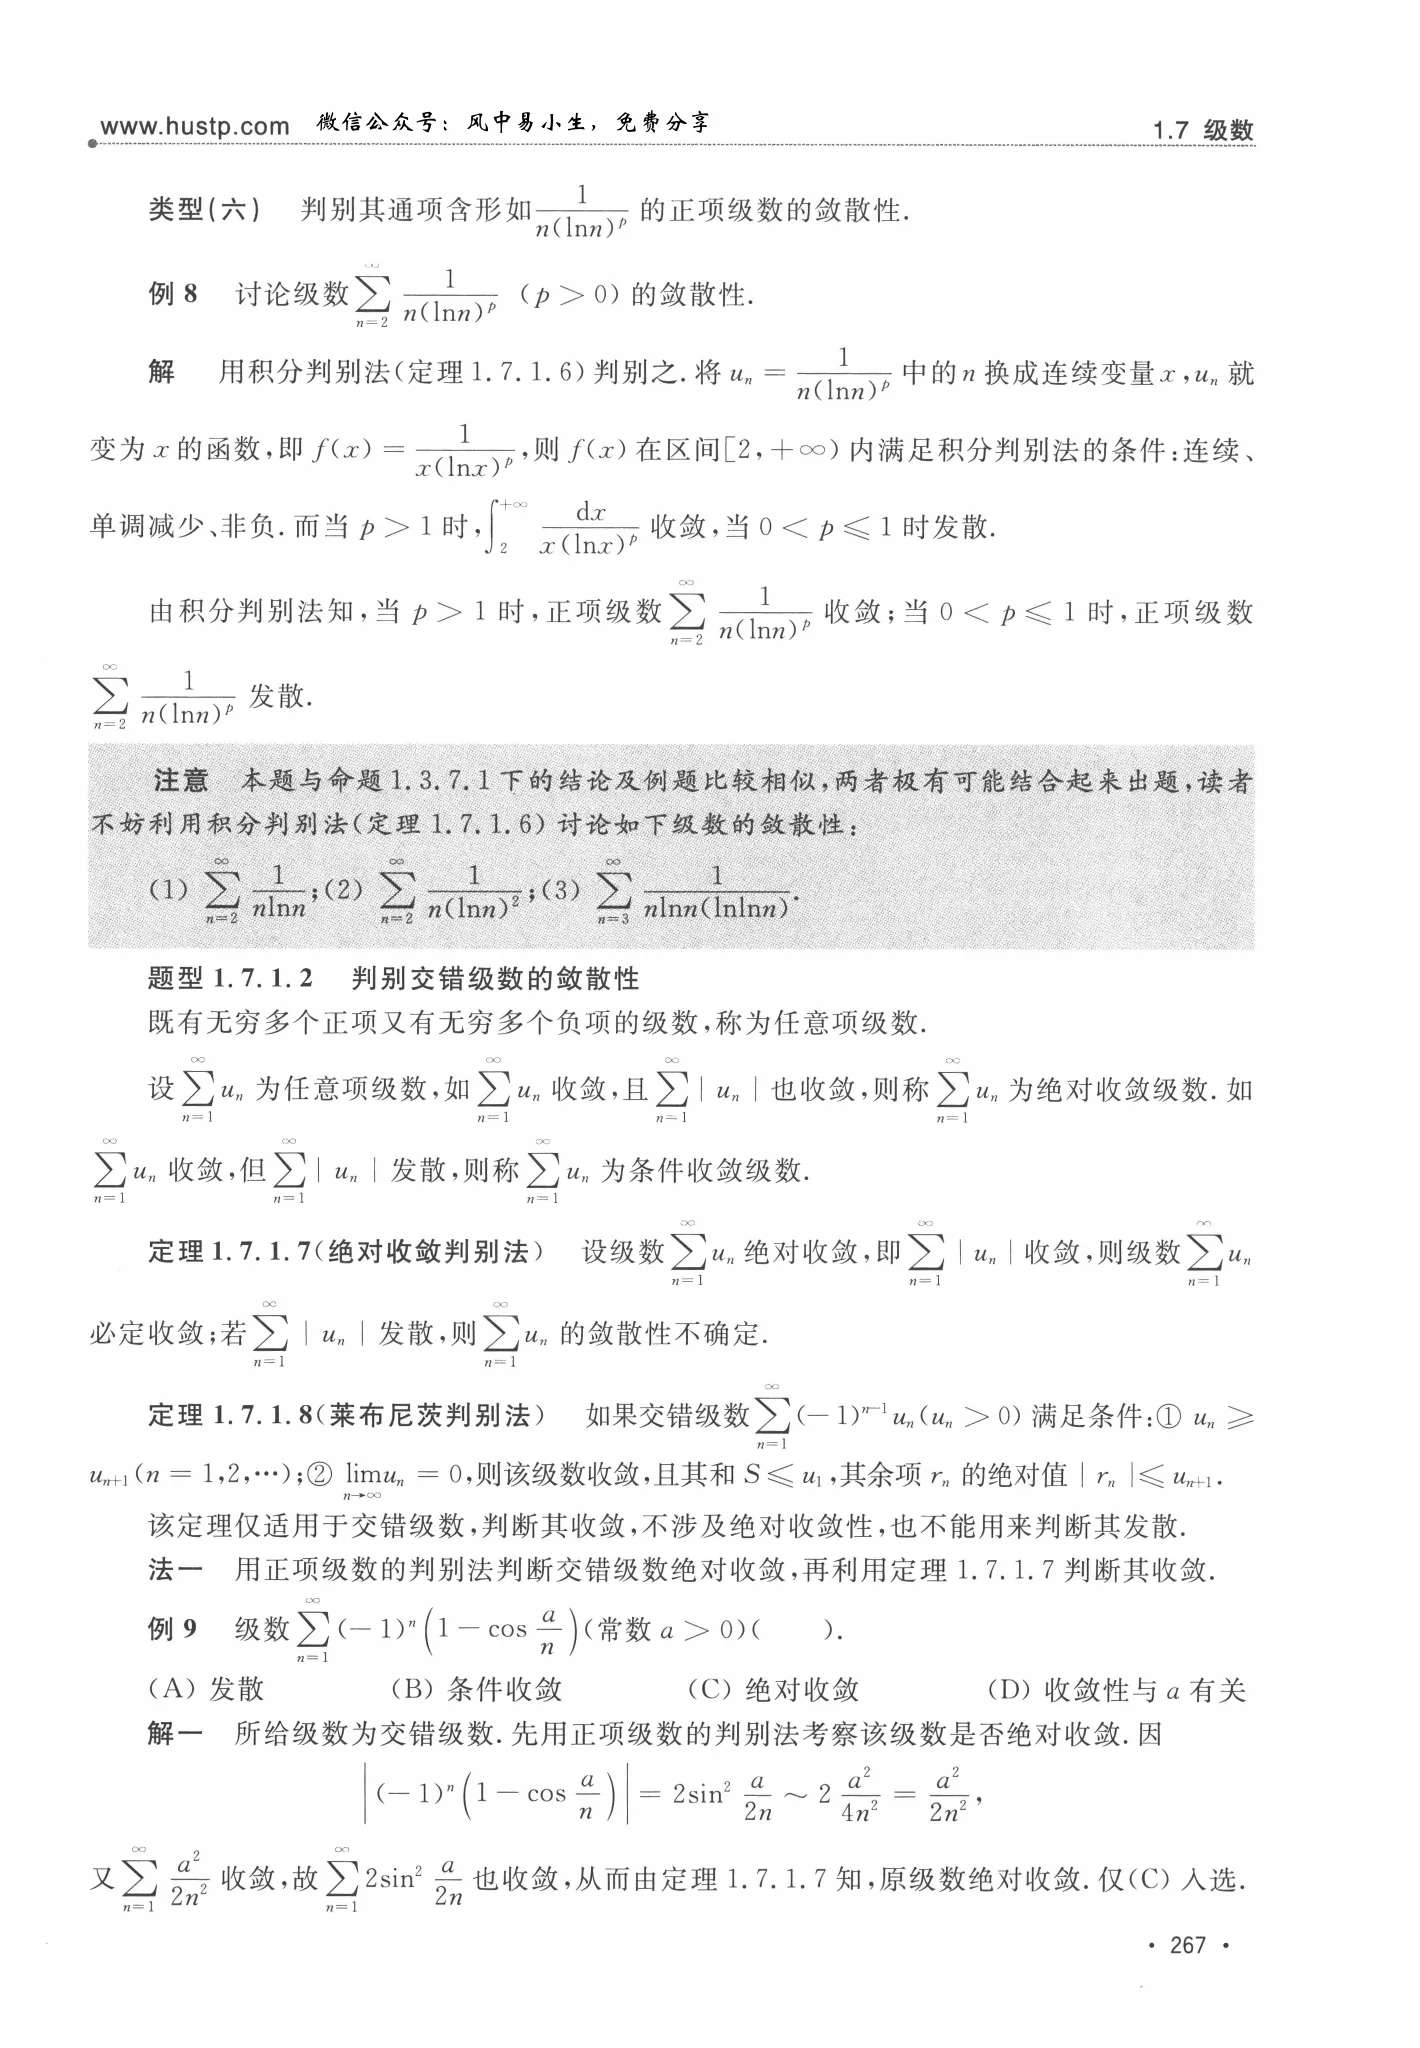 www.hustp.com 微信公众号：风中易小生，免费分享 1.7 级数
类型(六) 判别其通项含形如 $\frac{1}{n(\ln n)^p}$ 的正项级数的敛散性.
例 8 讨论级数 $\sum_{n=2}^{\infty} \frac{1}{n(\ln n)^p}$ (p > 0) 的敛散性.
解 用积分判别法(定理 1.7.1.6)判别之.将 $u_n = \frac{1}{n(\ln n)^p}$ 中的 n 换成连续变量 x,$u_n$ 就
变为 x 的函数,即 $f(x) = \frac{1}{x(\ln x)^p}$,则 f(x) 在区间[2,+∞) 内满足积分判别法的条件:连续、
单调减少、非负.而当 p > 1 时,$\int_2^{+\infty} \frac{dx}{x(\ln x)^p}$ 收敛,当 0 < p ≤ 1 时发散.
由积分判别法知,当 p > 1 时,正项级数 $\sum_{n=2}^{\infty} \frac{1}{n(\ln n)^p}$ 收敛;当 0 < p ≤ 1 时,正项级数
$\sum_{n=2}^{\infty} \frac{1}{n(\ln n)^p}$ 发散.
注意 本题与命题 1.3.7.1 下的结论及例题比较相似,两者极有可能结合起来出题,读者
不妨利用积分判别法(定理 1.7.1.6) 讨论如下级数的敛散性:
(1) $\sum_{n=2}^{\infty} \frac{1}{n\ln n}$;(2) $\sum_{n=2}^{\infty} \frac{1}{n(\ln n)^2}$;(3) $\sum_{n=3}^{\infty} \frac{1}{n\ln n(\ln\ln n)}$.
题型 1.7.1.2 判别交错级数的敛散性
既有无穷多个正项又有无穷多个负项的级数,称为任意项级数.
设 $\sum_{n=1}^{\infty} u_n$ 为任意项级数,如 $\sum_{n=1}^{\infty} u_n$ 收敛,且 $\sum_{n=1}^{\infty} |u_n|$ 也收敛,则称 $\sum_{n=1}^{\infty} u_n$ 为绝对收敛级数.如
$\sum_{n=1}^{\infty} u_n$ 收敛,但 $\sum_{n=1}^{\infty} |u_n|$ 发散,则称 $\sum_{n=1}^{\infty} u_n$ 为条件收敛级数.
定理 1.7.1.7(绝对收敛判别法) 设级数 $\sum_{n=1}^{\infty} u_n$ 绝对收敛,即 $\sum_{n=1}^{\infty} |u_n|$ 收敛,则级数 $\sum_{n=1}^{\infty} u_n$
必定收敛;若 $\sum_{n=1}^{\infty} |u_n|$ 发散,则 $\sum_{n=1}^{\infty} u_n$ 的敛散性不确定.
定理 1.7.1.8(莱布尼茨判别法) 如果交错级数 $\sum_{n=1}^{\infty} (-1)^{n-1} u_n (u_n > 0)$ 满足条件:① $u_n \geqslant$
$u_{n+1}$(n = 1,2,…);② $\lim_{n\to\infty} u_n = 0$,则该级数收敛,且其和 $S \leqslant u_1$,其余项 $r_n$ 的绝对值 $|r_n| \leqslant u_{n+1}$.
该定理仅适用于交错级数,判断其收敛,不涉及绝对收敛性,也不能用来判断其发散.
法一 用正项级数的判别法判断交错级数绝对收敛,再利用定理 1.7.1.7 判断其收敛.
例 9 级数 $\sum_{n=1}^{\infty} (-1)^n \left(1 - \cos\frac{a}{n}\right)$(常数 a > 0)( ).
(A) 发散 (B) 条件收敛 (C) 绝对收敛 (D) 收敛性与 a 有关
解一 所给级数为交错级数.先用正项级数的判别法考察该级数是否绝对收敛.因
$\left|(-1)^n \left(1 - \cos\frac{a}{n}\right)\right| = 2\sin^2\frac{a}{2n} \sim 2\frac{a^2}{4n^2} = \frac{a^2}{2n^2}$,
又 $\sum_{n=1}^{\infty} \frac{a^2}{2n^2}$ 收敛,故 $\sum_{n=1}^{\infty} 2\sin^2\frac{a}{2n}$ 也收敛,从而由定理 1.7.1.7 知,原级数绝对收敛.仅(C) 入选.
· 267 ·